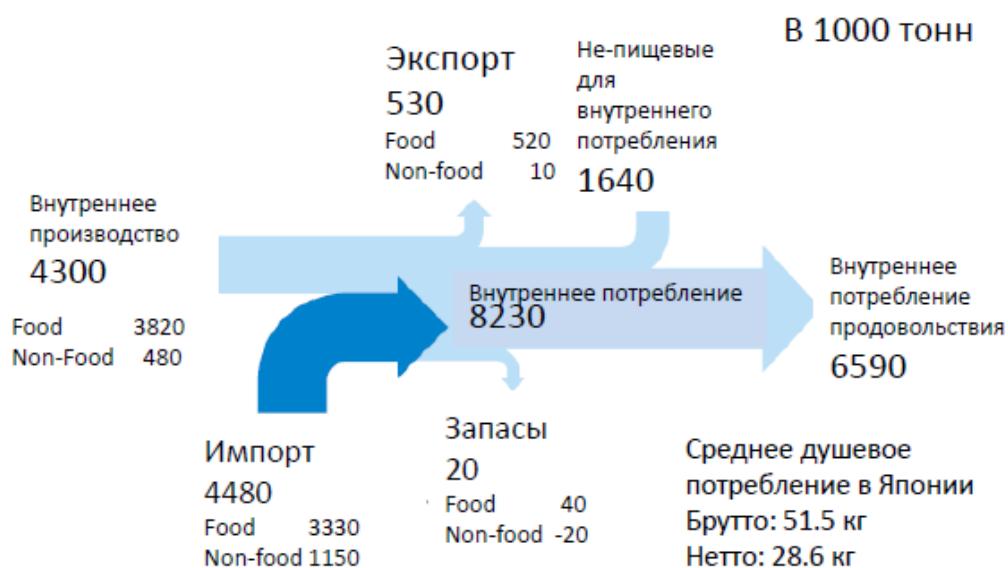 В 1000 тонн
Экспорт
530
Food 520
Non-food 10
Не-пищевые
для
внутреннего
потребления
1640
Внутреннее
производство
4300
Food 3820
Non-Food 480
Внутреннее потребление
8230
Внутреннее
потребление
продовольствия
6590
Импорт
4480
Food 3330
Non-food 1150
Запасы
20
Food 40
Non-food -20
Среднее душевое
потребление в Японии
Брутто: 51.5 кг
Нетто: 28.6 кг